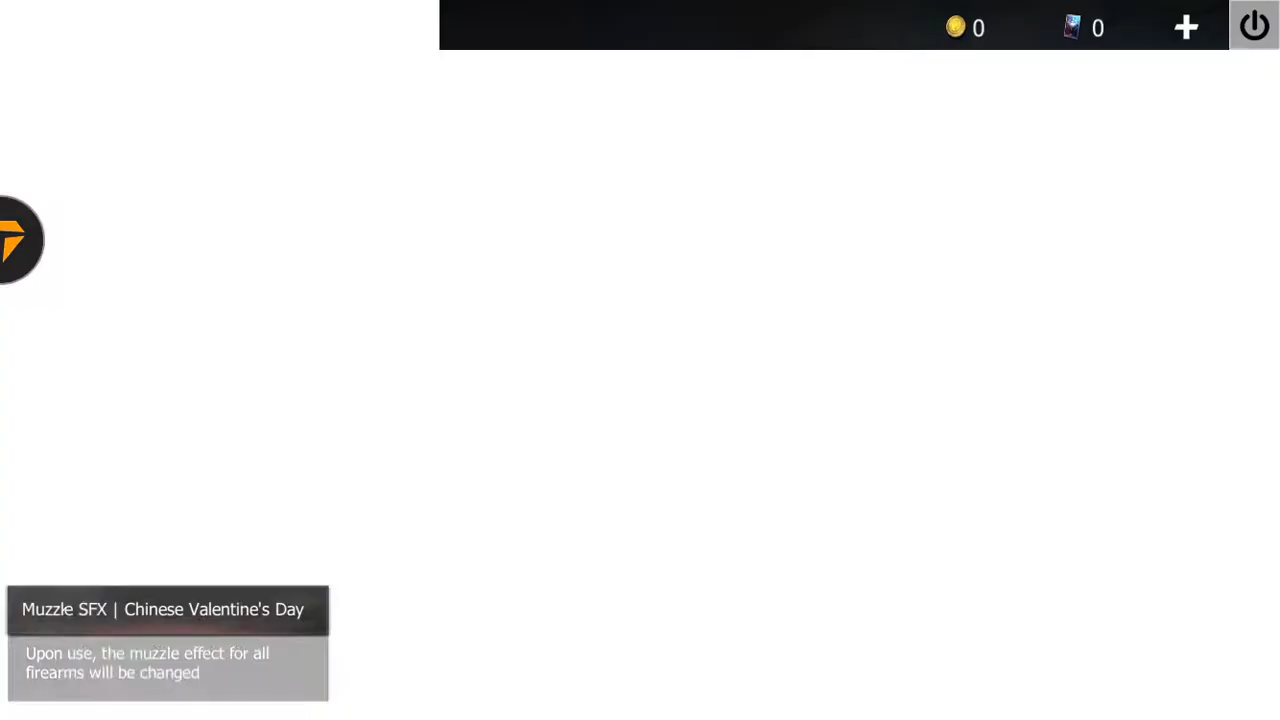 0 0 +
Muzzle SFX | Chinese Valentine's Day
Upon use, the muzzle effect for all
firearms will be changed